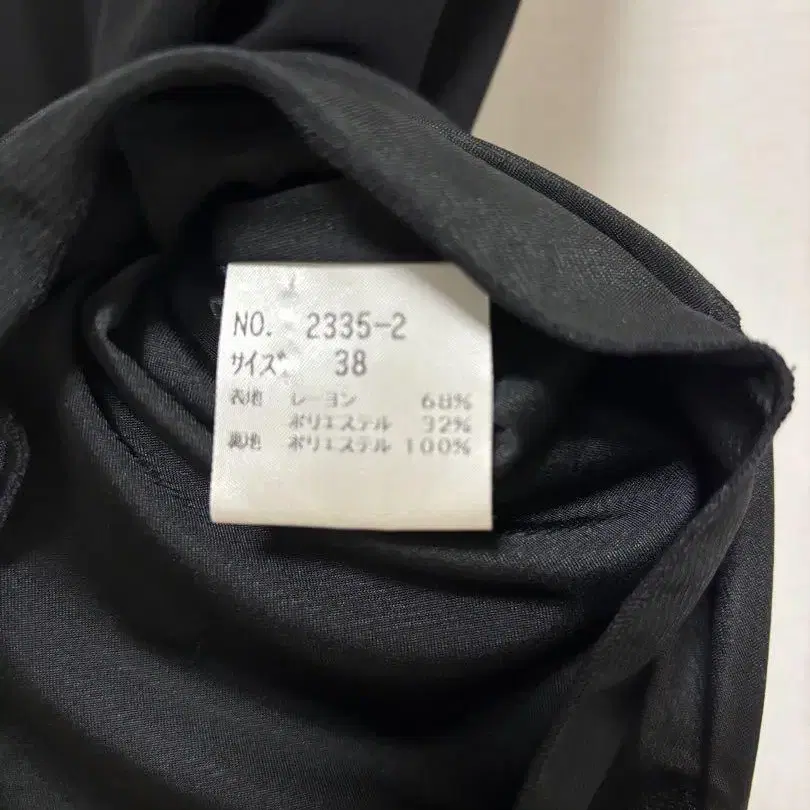 NO. 2335-2
サイズ 38
表地 レーヨン 68%
ポリエステル 32%
裏地 ポリエステル 100%